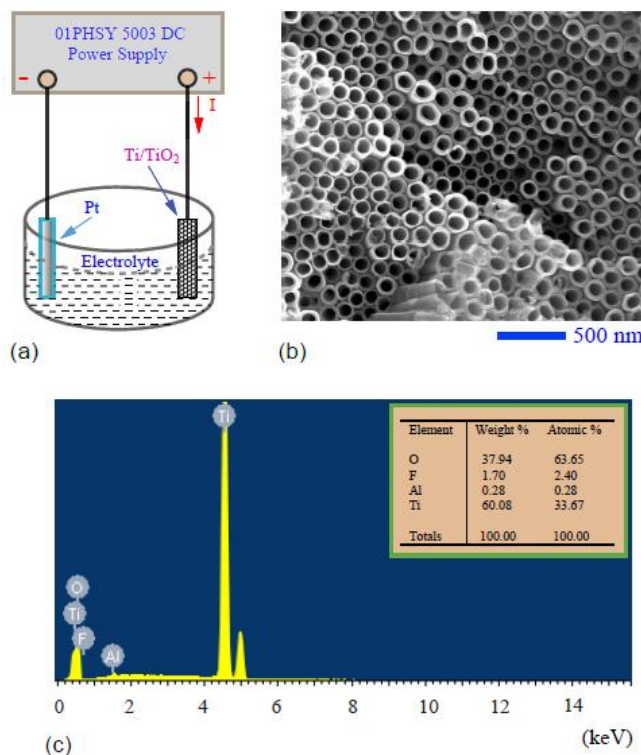 01PHSY 5003 DC
Power Supply
- +
I
Ti/TiO2
Pt
Electrolyte
(a)
500 nm
(b)
Ti
Element Weight % Atomic %
O 37.94 63.65
F 1.70 2.40
Al 0.28 0.28
Ti 60.08 33.67
Totals 100.00 100.00
O
Ti
F
Al
0 2 4 6 8 10 12 14
(keV)
(c)